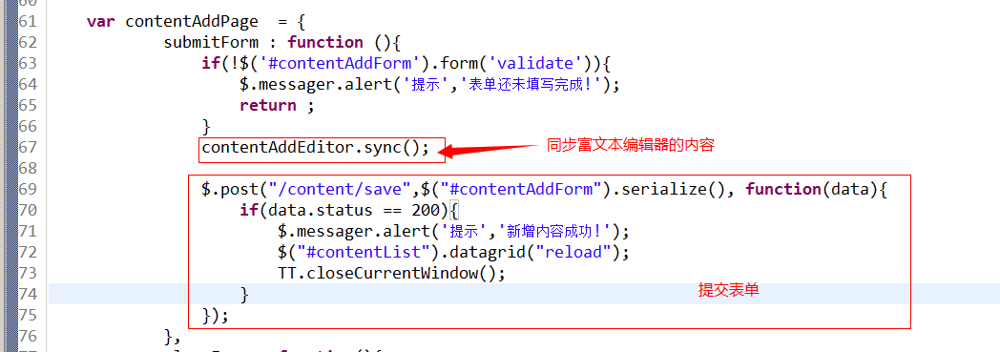 61 var contentAddPage  = {
62 submitForm : function (){
63 if(!$('#contentAddForm').form('validate')){
64 $.messager.alert('提示','表单还未填写完成!');
65 return ;
66 }
67 contentAddEditor.sync(); 同步富文本编辑器的内容
68
69 $.post("/content/save",$("#contentAddForm").serialize(), function(data){
70 if(data.status == 200){
71 $.messager.alert('提示','新增内容成功!');
72 $("#contentList").datagrid("reload");
73 TT.closeCurrentWindow();
74 } 提交表单
75 });
76 },